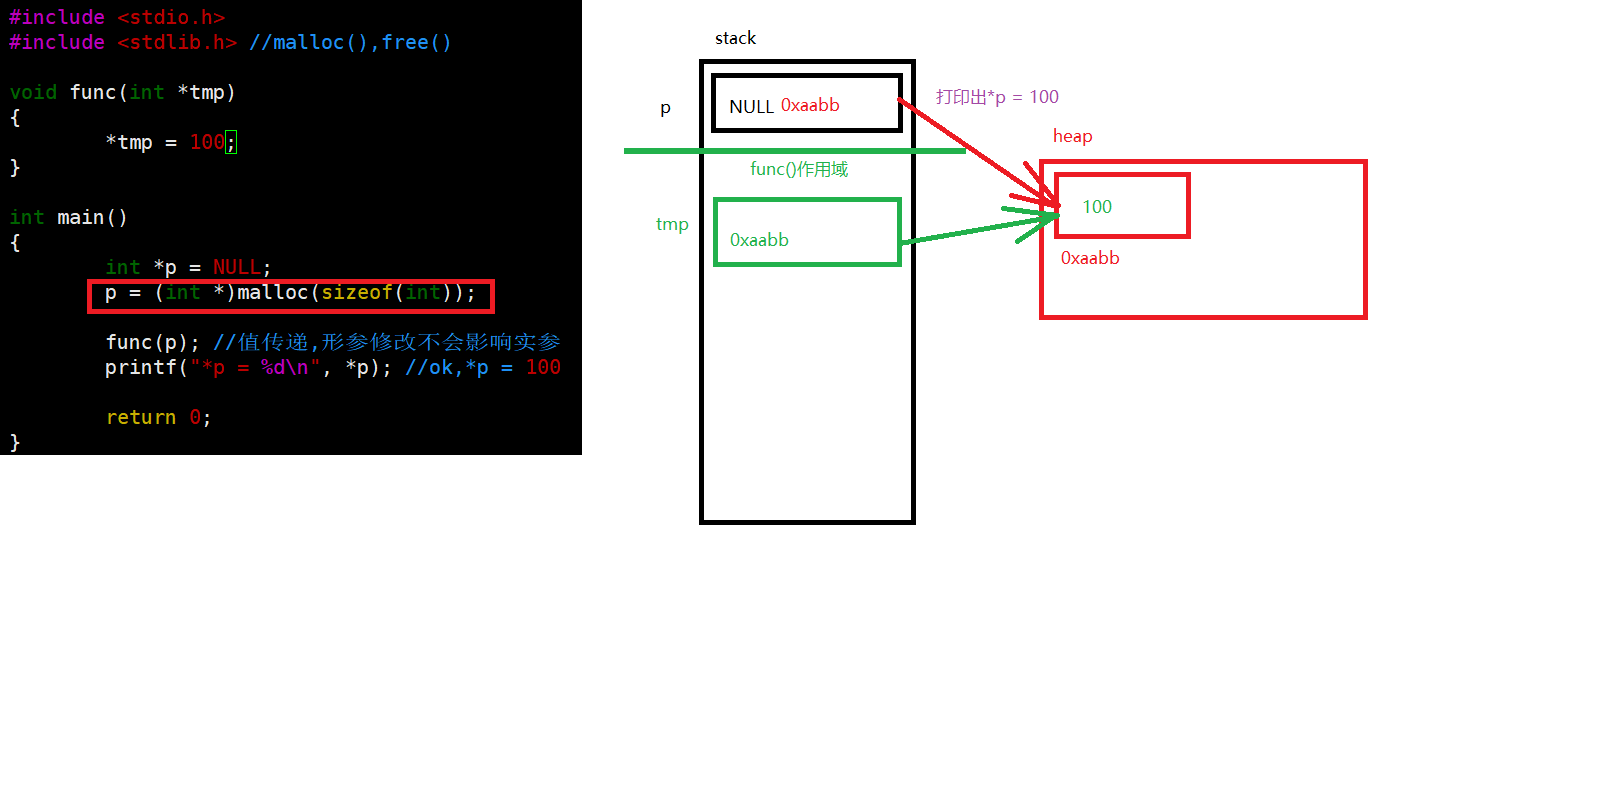 #include <stdio.h>
#include <stdlib.h> //malloc(),free()
void func(int *tmp)
{
*tmp = 100;
}
int main()
{
int *p = NULL;
p = (int *)malloc(sizeof(int));
func(p); //值传递,形参修改不会影响实参
printf("*p = %d\n", *p); //ok,*p = 100
return 0;
}
stack
p
NULL 0xaabb
打印出*p = 100
heap
func()作用域
tmp
0xaabb
100
0xaabb